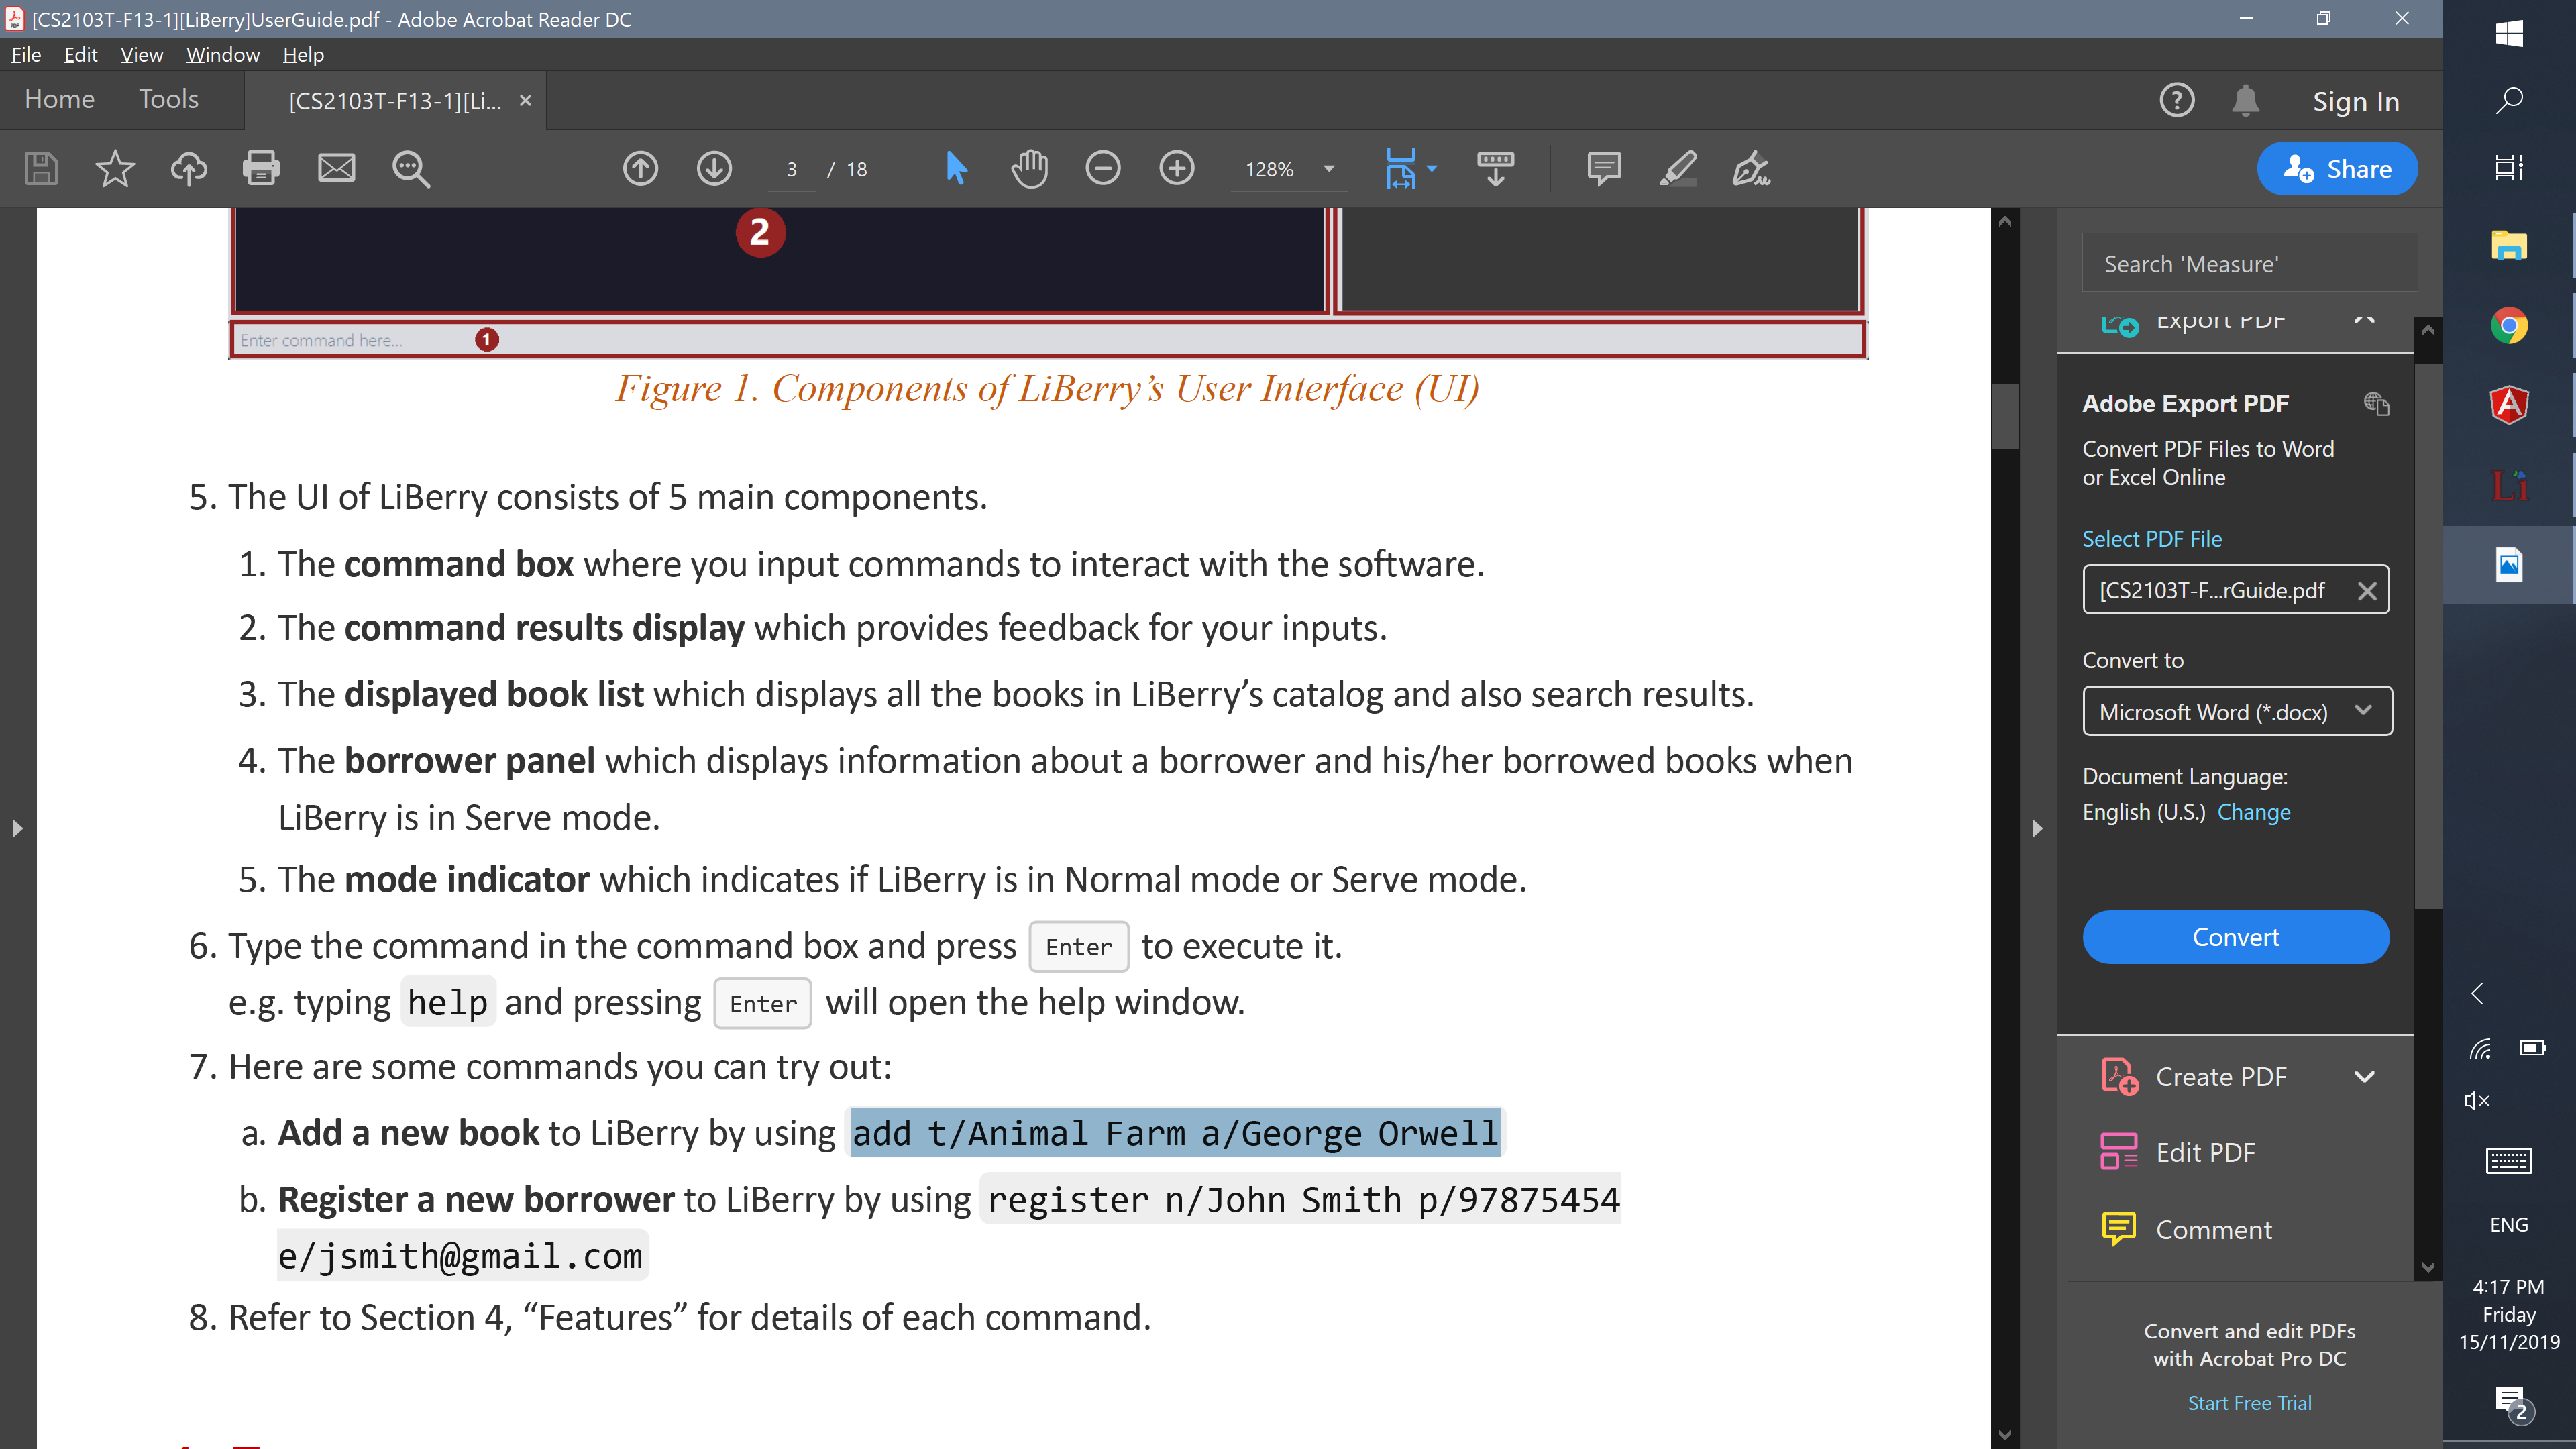 [CS2103T-F13-1][LiBerry]UserGuide.pdf - Adobe Acrobat Reader DC
File Edit View Window Help
Home Tools [CS2103T-F13-1][Li... × Sign In
3 / 18 128% Share
2
Enter command here... 1
Figure 1. Components of LiBerry’s User Interface (UI)
5. The UI of LiBerry consists of 5 main components.
1. The command box where you input commands to interact with the software.
2. The command results display which provides feedback for your inputs.
3. The displayed book list which displays all the books in LiBerry’s catalog and also search results.
4. The borrower panel which displays information about a borrower and his/her borrowed books when
LiBerry is in Serve mode.
5. The mode indicator which indicates if LiBerry is in Normal mode or Serve mode.
6. Type the command in the command box and press Enter to execute it.
e.g. typing help and pressing Enter will open the help window.
7. Here are some commands you can try out:
a. Add a new book to LiBerry by using add t/Animal Farm a/George Orwell
b. Register a new borrower to LiBerry by using register n/John Smith p/97875454
e/jsmith@gmail.com
8. Refer to Section 4, “Features” for details of each command.
Search 'Measure'
Export PDF
Adobe Export PDF
Convert PDF Files to Word
or Excel Online
Select PDF File
[CS2103T-F...rGuide.pdf
Convert to
Microsoft Word (*.docx)
Document Language:
English (U.S.) Change
Convert
Create PDF
Edit PDF
Comment
Convert and edit PDFs
with Acrobat Pro DC
Start Free Trial
Li
ENG
4:17 PM
Friday
15/11/2019
2